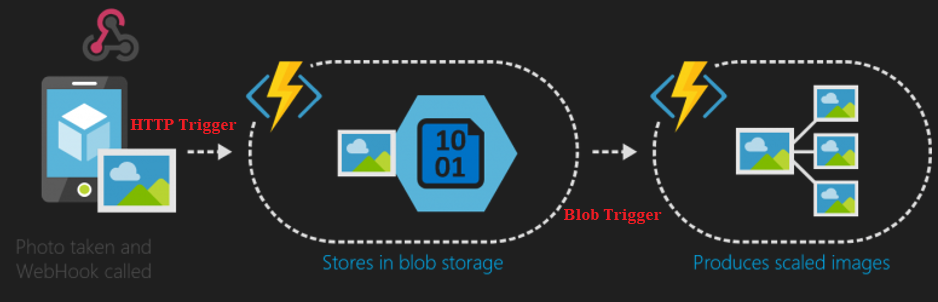 HTTP Trigger
10
01
Blob Trigger
Photo taken and
WebHook called
Stores in blob storage
Produces scaled images